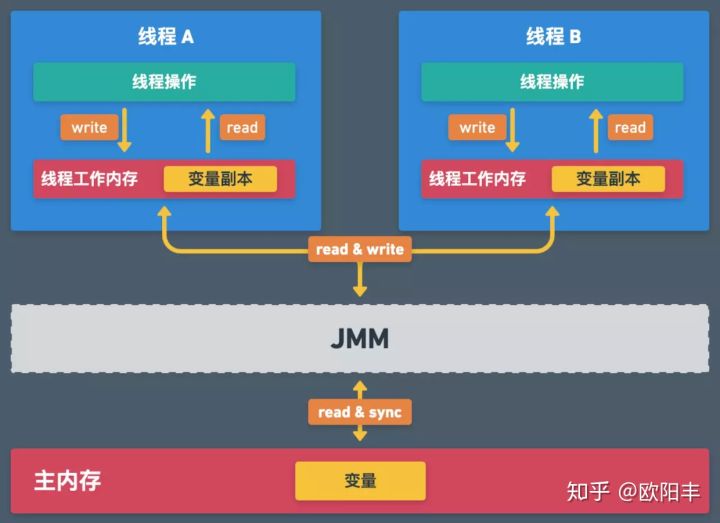 线程 A
线程 B
线程操作
线程操作
write
read
write
read
线程工作内存
变量副本
线程工作内存
变量副本
read & write
JMM
read & sync
主内存
变量
知乎 @欧阳丰